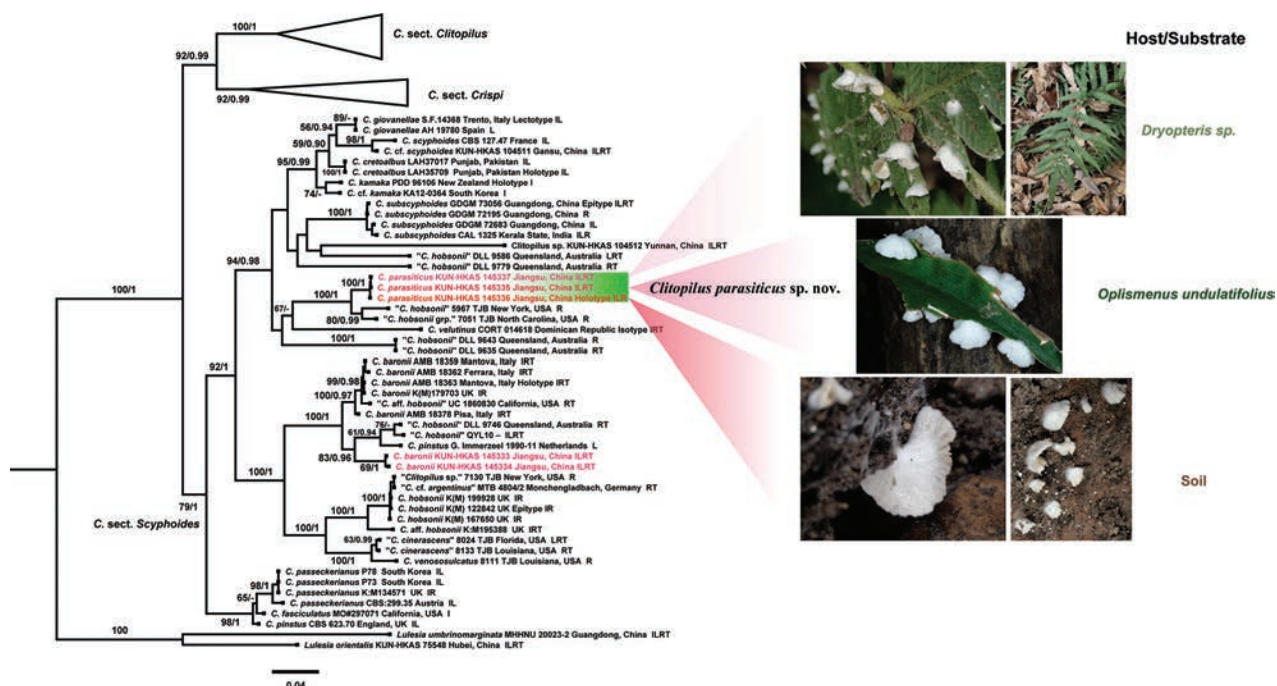 100/1
C. sect. Clitopilus
92/0.99
C. sect. Crispi
92/0.99
89/-
C. giovanellae S.F.14368 Trento, Italy Lectotype IL
56/0.94
C. giovanellae AH 19780 Spain L
98/1
C. scyphoides CBS 127.47 France IL
59/0.90
C. cf. scyphoides KUN-HKAS 104511 Gansu, China ILRT
95/0.99
C. cretoalbus LAH37017 Punjab, Pakistan IL
100/1
C. cretoalbus LAH35709 Punjab, Pakistan Holotype IL
C. kamaka PDD 96106 New Zealand Holotype I
74/-
C. cf. kamaka KA12-0364 South Korea I
C. subscyphoides GDGM 73056 Guangdong, China Epitype ILRT
100/1
C. subscyphoides GDGM 72195 Guangdong, China R
C. subscyphoides GDGM 72683 Guangdong, China IL
C. subscyphoides CAL 1325 Kerala State, India ILR
Clitopilus sp. KUN-HKAS 104512 Yunnan, China ILRT
"C. hobsonii" DLL 9586 Queensland, Australia LRT
94/0.98
"C. hobsonii" DLL 9779 Queensland, Australia RT
C. parasiticus KUN-HKAS 145337 Jiangsu, China ILRT
100/1
C. parasiticus KUN-HKAS 145335 Jiangsu, China ILRT
100/1
C. parasiticus KUN-HKAS 145336 Jiangsu, China Holotype ILR
67/-
"C. hobsoni" 5967 TJB New York, USA R
80/0.99
"C. hobsonii grp." 7051 TJB North Carolina, USA R
C. velutinus CORT 014618 Dominican Republic Isotype IRT
100/1
"C. hobsonii" DLL 9643 Queensland, Australia R
"C. hobsonii" DLL 9635 Queensland, Australia RT
92/1
C. baronii AMB 18359 Mantova, Italy IRT
C. baronii AMB 18362 Ferrara, Italy IRT
99/0.98
C. baronii AMB 18363 Mantova, Italy Holotype IRT
100/0.97
C. baronii K(M)179703 UK IR
"C. aff. hobsonii" UC 1860830 California, USA RT
C. baronii AMB 18378 Pisa, Italy IRT
100/1
76/-
"C. hobsonii" DLL 9746 Queensland, Australia RT
61/0.94
"C. hobsonii" QYL10 – ILRT
C. pinstus G. Immerzeel 1990-11 Netherlands L
83/0.96
C. baronii KUN-HKAS 145333 Jiangsu, China ILRT
69/1
C. baronii KUN-HKAS 145334 Jiangsu, China ILRT
100/1
"Clitopilus sp." 7130 TJB New York, USA R
"C. cf. argentinus" MTB 4804/2 Monchengladbach, Germany RT
100/1
C. hobsonii K(M) 199928 UK IR
C. hobsonii K(M) 122842 UK Epitype IR
C. hobsonii K(M) 167650 UK IR
100/1
C. aff. hobsonii K:M195388 UK IRT
63/0.99
"C. cinerascens" 8024 TJB Florida, USA LRT
"C. cinerascens" 8133 TJB Louisiana, USA RT
100/1
C. venososulcatus 8111 TJB Louisiana, USA R
100/1
79/1
C. sect. Scyphoides
C. passeckerianus P78 South Korea IL
98/1
C. passeckerianus P73 South Korea IL
C. passeckerianus K:M134571 UK IR
65/-
C. passeckerianus CBS:299.35 Austria IL
C. fasciculatus MO#297071 California, USA I
98/1
C. pinstus CBS 623.70 England, UK IL
100
Lulesia umbrinomarginata MHHNU 20023-2 Guangdong, China ILRT
Lulesia orientalis KUN-HKAS 75548 Hubei, China ILRT
0.04
Clitopilus parasiticus sp. nov.
Host/Substrate
Dryopteris sp.
Oplismenus undulatifolius
Soil